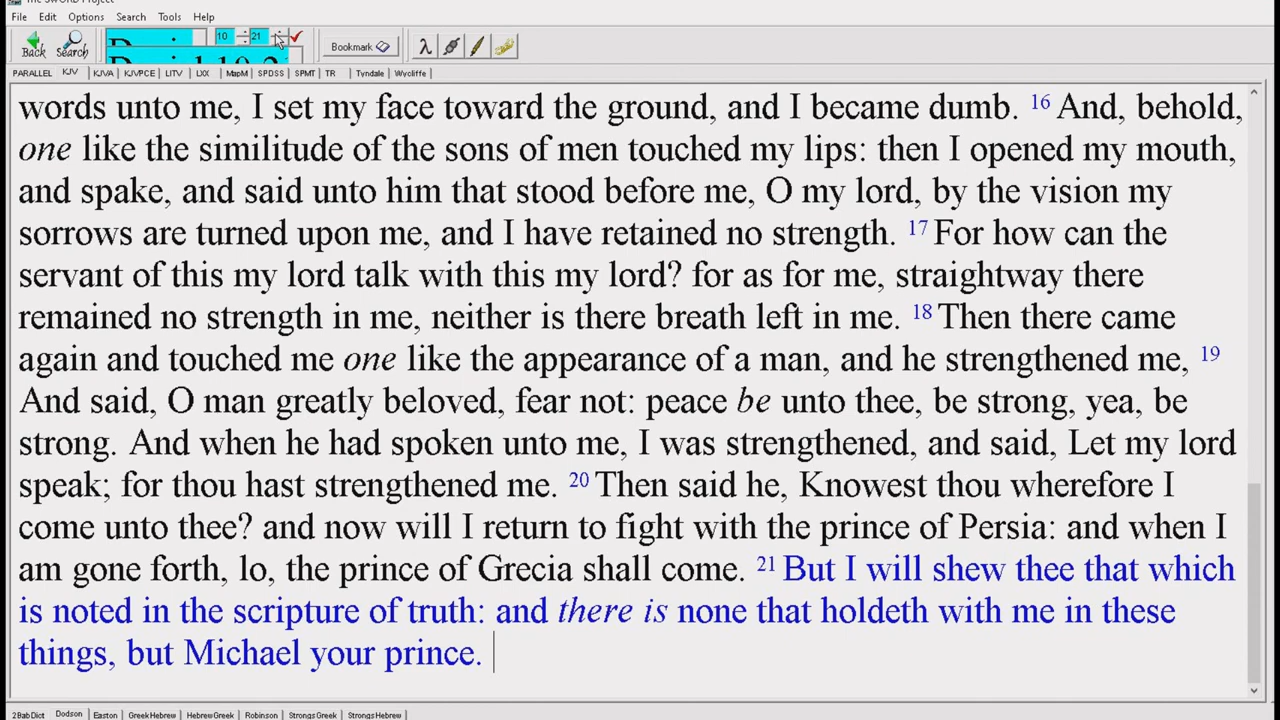 The SWORD Project
File Edit Options Search Tools Help
Back Search 10 21 Bookmark λ
PARALLEL KJV KJVA KJVPCE LITV LXX MapM SPDSS SPMT TR Tyndale Wycliffe
words unto me, I set my face toward the ground, and I became dumb. 16 And, behold,
one like the similitude of the sons of men touched my lips: then I opened my mouth,
and spake, and said unto him that stood before me, O my lord, by the vision my
sorrows are turned upon me, and I have retained no strength. 17 For how can the
servant of this my lord talk with this my lord? for as for me, straightway there
remained no strength in me, neither is there breath left in me. 18 Then there came
again and touched me one like the appearance of a man, and he strengthened me, 19
And said, O man greatly beloved, fear not: peace be unto thee, be strong, yea, be
strong. And when he had spoken unto me, I was strengthened, and said, Let my lord
speak; for thou hast strengthened me. 20 Then said he, Knowest thou wherefore I
come unto thee? and now will I return to fight with the prince of Persia: and when I
am gone forth, lo, the prince of Grecia shall come. 21 But I will shew thee that which
is noted in the scripture of truth: and there is none that holdeth with me in these
things, but Michael your prince.
2BabDict Dodson Easton GreekHebrew HebrewGreek Robinson StrongsGreek StrongsHebrew